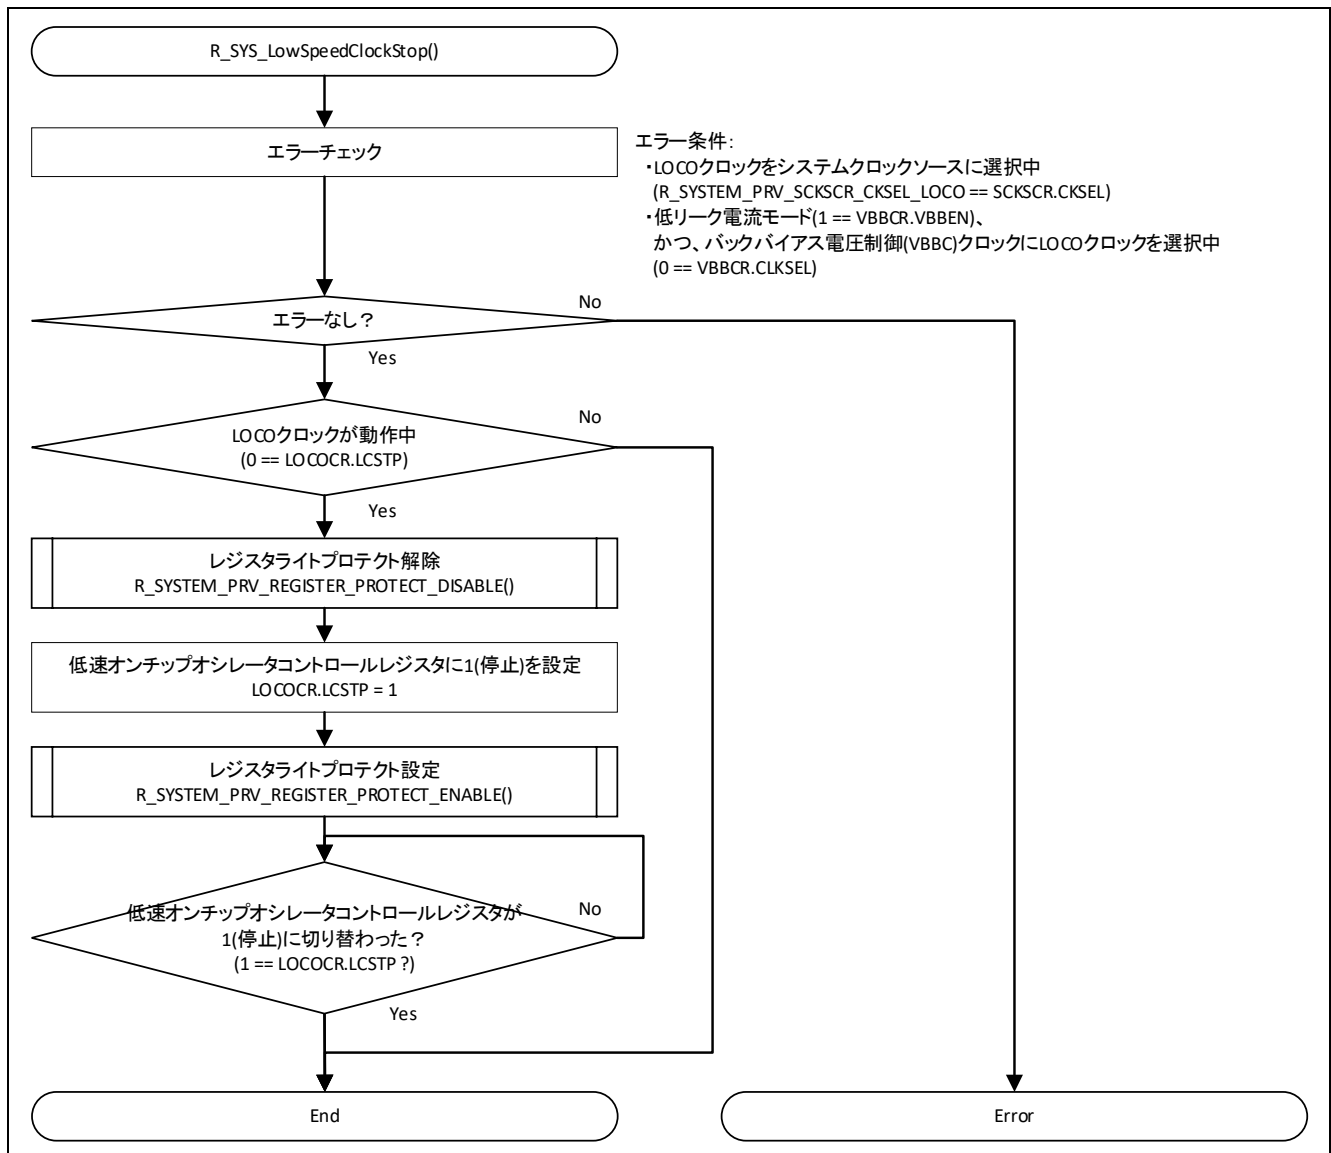 R_SYS_LowSpeedClockStop()
エラーチェック
エラー条件:
・LOCOクロックをシステムクロックソースに選択中
(R_SYSTEM_PRV_SCKSCR_CKSEL_LOCO == SCKSCR.CKSEL)
・低リーク電流モード(1 == VBBCR.VBBEN)、
かつ、バックバイアス電圧制御(VBBC)クロックにLOCOクロックを選択中
(0 == VBBCR.CLKSEL)
エラーなし?
No
Yes
LOCOクロックが動作中
(0 == LOCOCR.LCSTP)
No
Yes
レジスタライトプロテクト解除
R_SYSTEM_PRV_REGISTER_PROTECT_DISABLE()
低速オンチップオシレータコントロールレジスタに1(停止)を設定
LOCOCR.LCSTP = 1
レジスタライトプロテクト設定
R_SYSTEM_PRV_REGISTER_PROTECT_ENABLE()
低速オンチップオシレータコントロールレジスタが
1(停止)に切り替わった?
(1 == LOCOCR.LCSTP ?)
No
Yes
End
Error